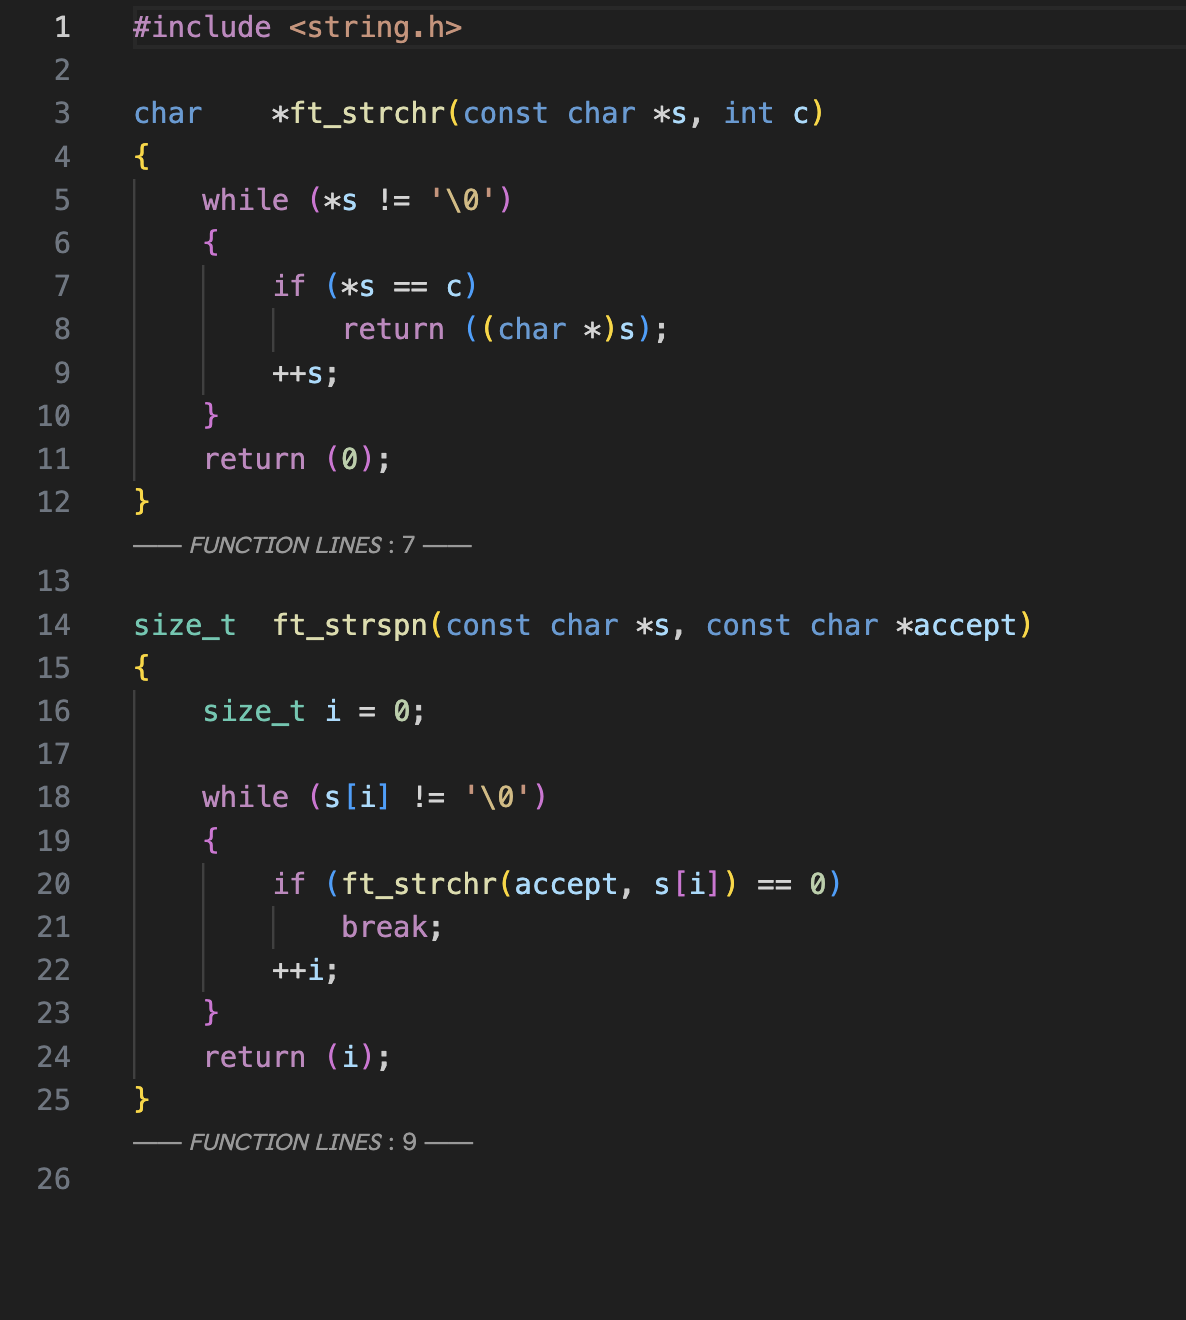 1 #include <string.h>
2
3 char    *ft_strchr(const char *s, int c)
4 {
5     while (*s != '\0')
6     {
7         if (*s == c)
8             return ((char *)s);
9         ++s;
10     }
11     return (0);
12 }
—— FUNCTION LINES : 7 ——
13
14 size_t  ft_strspn(const char *s, const char *accept)
15 {
16     size_t i = 0;
17
18     while (s[i] != '\0')
19     {
20         if (ft_strchr(accept, s[i]) == 0)
21             break;
22         ++i;
23     }
24     return (i);
25 }
—— FUNCTION LINES : 9 ——
26